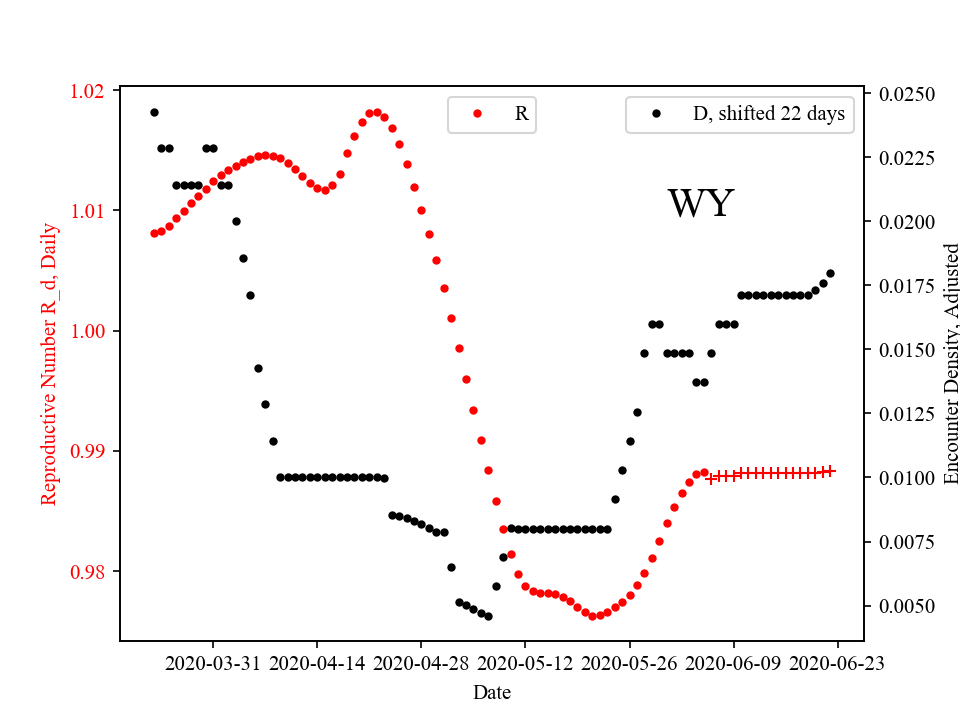 1.02
1.01
1.00
0.99
0.98
Reproductive Number R_d, Daily
R
D, shifted 22 days
WY
0.0250
0.0225
0.0200
0.0175
0.0150
0.0125
0.0100
0.0075
0.0050
Encounter Density, Adjusted
2020-03-31 2020-04-14 2020-04-28 2020-05-12 2020-05-26 2020-06-09 2020-06-23
Date